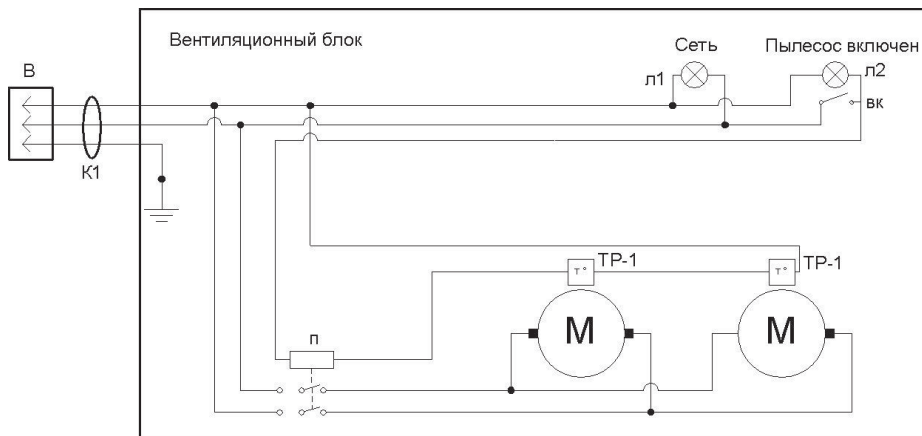 Вентиляционный блок
Сеть
Пылесос включен
В
л1
л2
вк
К1
ТР-1
ТР-1
т°
т°
М
М
п